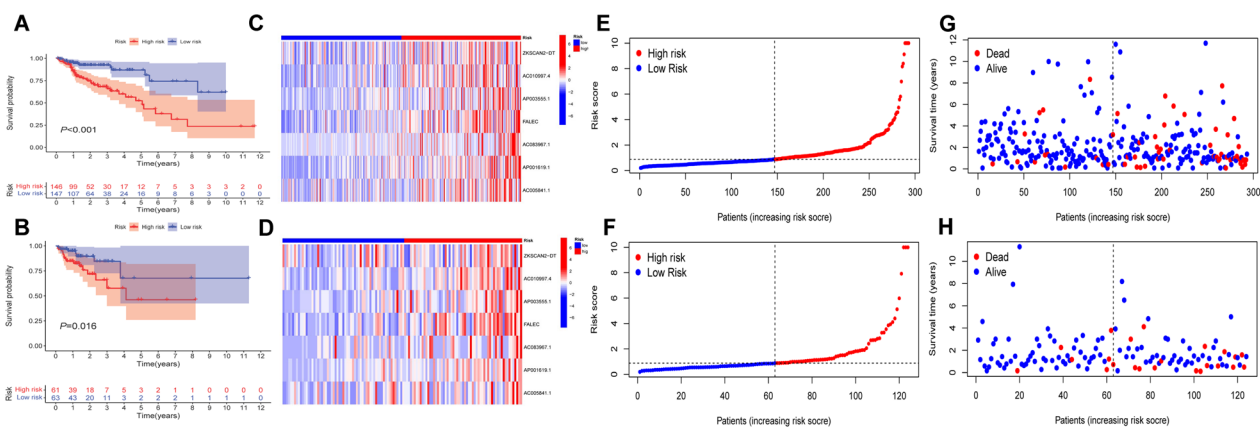 A
Risk High risk Low risk
Survival probability
1.00
0.75
0.50
0.25
0.00
P<0.001
0 1 2 3 4 5 6 7 8 9 10 11 12
Time(years)
Risk
High risk 146 99 52 30 17 12 7 5 3 3 3 2 0
Low risk 147 107 64 38 24 16 9 8 6 3 0 0 0
0 1 2 3 4 5 6 7 8 9 10 11 12
Time(years)
B
Risk High risk Low risk
Survival probability
1.00
0.75
0.50
0.25
0.00
P=0.016
0 1 2 3 4 5 6 7 8 9 10 11 12
Time(years)
Risk
High risk 61 39 18 7 5 3 2 1 1 0 0 0 0
Low risk 63 43 20 11 3 2 2 2 1 1 1 1 0
0 1 2 3 4 5 6 7 8 9 10 11 12
Time(years)
C
Risk
ZKSCAN2-DT
AC010997.4
AP003555.1
FALEC
AC083967.1
AP001619.1
AC005841.1
Risk
low
high
D
Risk
ZKSCAN2-DT
AC010997.4
AP003555.1
FALEC
AC083967.1
AP001619.1
AC005841.1
Risk
low
high
E
High risk
Low Risk
Risk score
10
8
6
4
2
0
0 50 100 150 200 250 300
Patients (increasing risk socre)
F
High risk
Low Risk
Risk score
10
8
6
4
2
0
0 20 40 60 80 100 120
Patients (increasing risk socre)
G
Dead
Alive
Survival time (years)
12
10
8
6
4
2
0
0 50 100 150 200 250 300
Patients (increasing risk socre)
H
Dead
Alive
Survival time (years)
10
8
6
4
2
0
0 20 40 60 80 100 120
Patients (increasing risk socre)